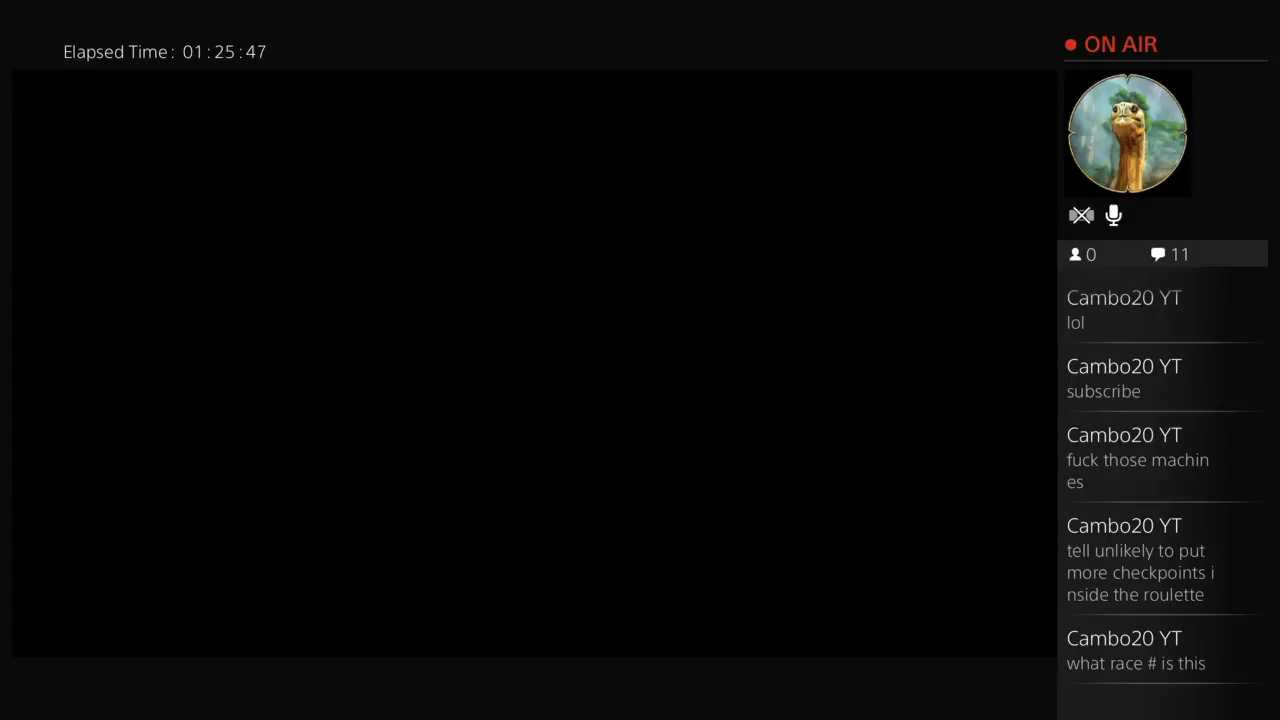 Elapsed Time: 01:25:47
ON AIR
0 11
Cambo20 YT
lol
Cambo20 YT
subscribe
Cambo20 YT
fuck those machin
es
Cambo20 YT
tell unlikely to put
more checkpoints i
nside the roulette
Cambo20 YT
what race # is this